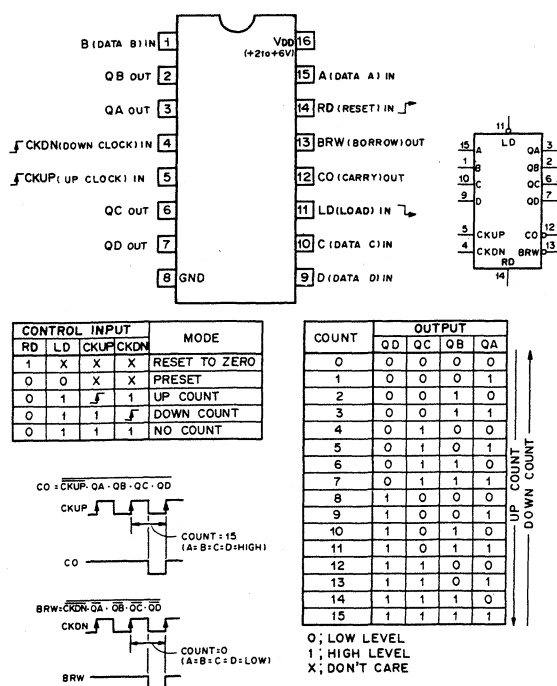 B (DATA B) IN 1
16 VDD (+2to+6V)
QB OUT 2
15 A (DATA A) IN
QA OUT 3
14 RD (RESET) IN
CKDN (DOWN CLOCK) IN 4
13 BRW (BORROW) OUT
CKUP ( UP CLOCK) IN 5
12 CO (CARRY) OUT
QC OUT 6
11 LD (LOAD) IN
QD OUT 7
10 C (DATA C) IN
8 GND
9 D (DATA D) IN
11
LD
15 A QA 3
1 B QB 2
10 C QC 6
9 D QD 7
5 CKUP CO 12
4 CKDN BRW 13
RD
14
CONTROL INPUT MODE
RD LD CKUP CKDN
1 X X X RESET TO ZERO
0 0 X X PRESET
0 1 1 UP COUNT
0 1 1 DOWN COUNT
0 1 1 1 NO COUNT
CO = CKUP · QA · QB · QC · QD
CKUP
COUNT = 15
(A=B=C=D=HIGH)
CO
BRW = CKDN · QA · QB · QC · QD
CKDN
COUNT=0
(A=B=C=D=LOW)
BRW
COUNT OUTPUT
QD QC QB QA
0 0 0 0 0
1 0 0 0 1
2 0 0 1 0
3 0 0 1 1
4 0 1 0 0
5 0 1 0 1
6 0 1 1 0
7 0 1 1 1
8 1 0 0 0
9 1 0 0 1
10 1 0 1 0
11 1 0 1 1
12 1 1 0 0
13 1 1 0 1
14 1 1 1 0
15 1 1 1 1
UP COUNT
DOWN COUNT
0 ; LOW LEVEL
1 ; HIGH LEVEL
X ; DON'T CARE